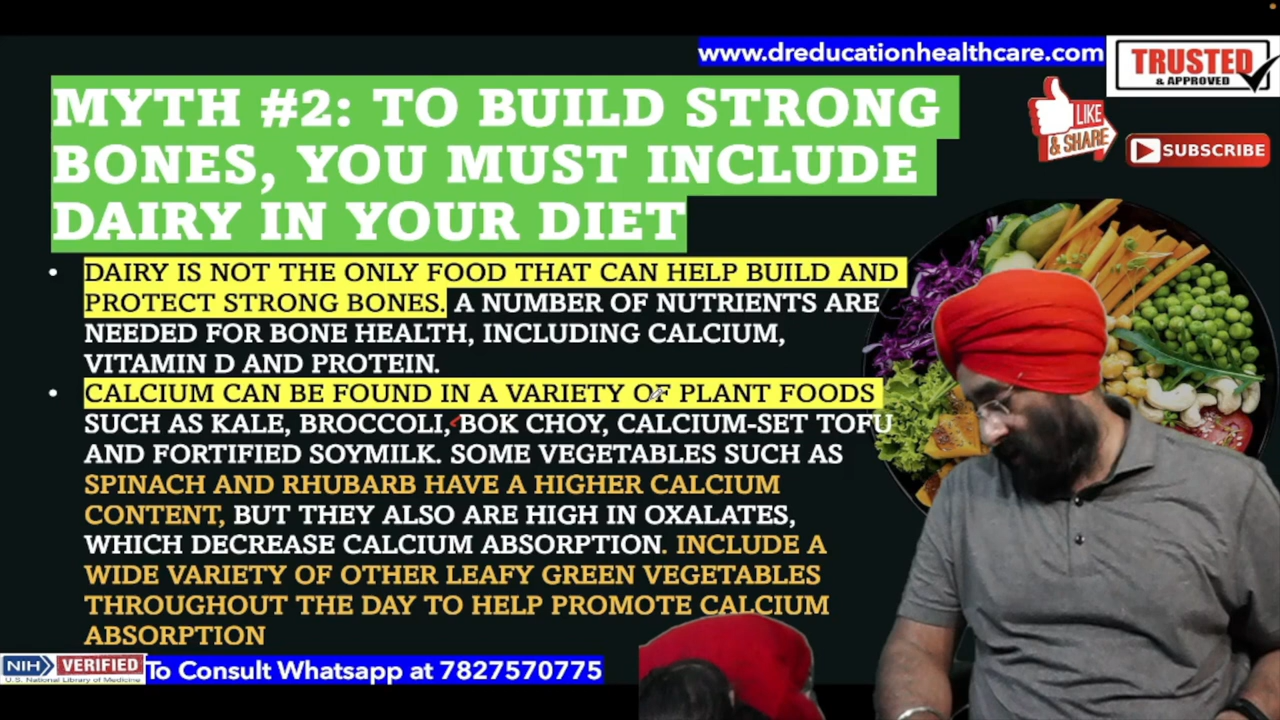 www.dreducationhealthcare.com
TRUSTED
& APPROVED
LIKE
& SHARE
SUBSCRIBE
MYTH #2: TO BUILD STRONG
BONES, YOU MUST INCLUDE
DAIRY IN YOUR DIET
• DAIRY IS NOT THE ONLY FOOD THAT CAN HELP BUILD AND
PROTECT STRONG BONES. A NUMBER OF NUTRIENTS ARE
NEEDED FOR BONE HEALTH, INCLUDING CALCIUM,
VITAMIN D AND PROTEIN.
• CALCIUM CAN BE FOUND IN A VARIETY OF PLANT FOODS
SUCH AS KALE, BROCCOLI, BOK CHOY, CALCIUM-SET TOFU
AND FORTIFIED SOYMILK. SOME VEGETABLES SUCH AS
SPINACH AND RHUBARB HAVE A HIGHER CALCIUM
CONTENT, BUT THEY ALSO ARE HIGH IN OXALATES,
WHICH DECREASE CALCIUM ABSORPTION. INCLUDE A
WIDE VARIETY OF OTHER LEAFY GREEN VEGETABLES
THROUGHOUT THE DAY TO HELP PROMOTE CALCIUM
ABSORPTION
NIH VERIFIED
U.S. National Library of Medicine
To Consult Whatsapp at 7827570775